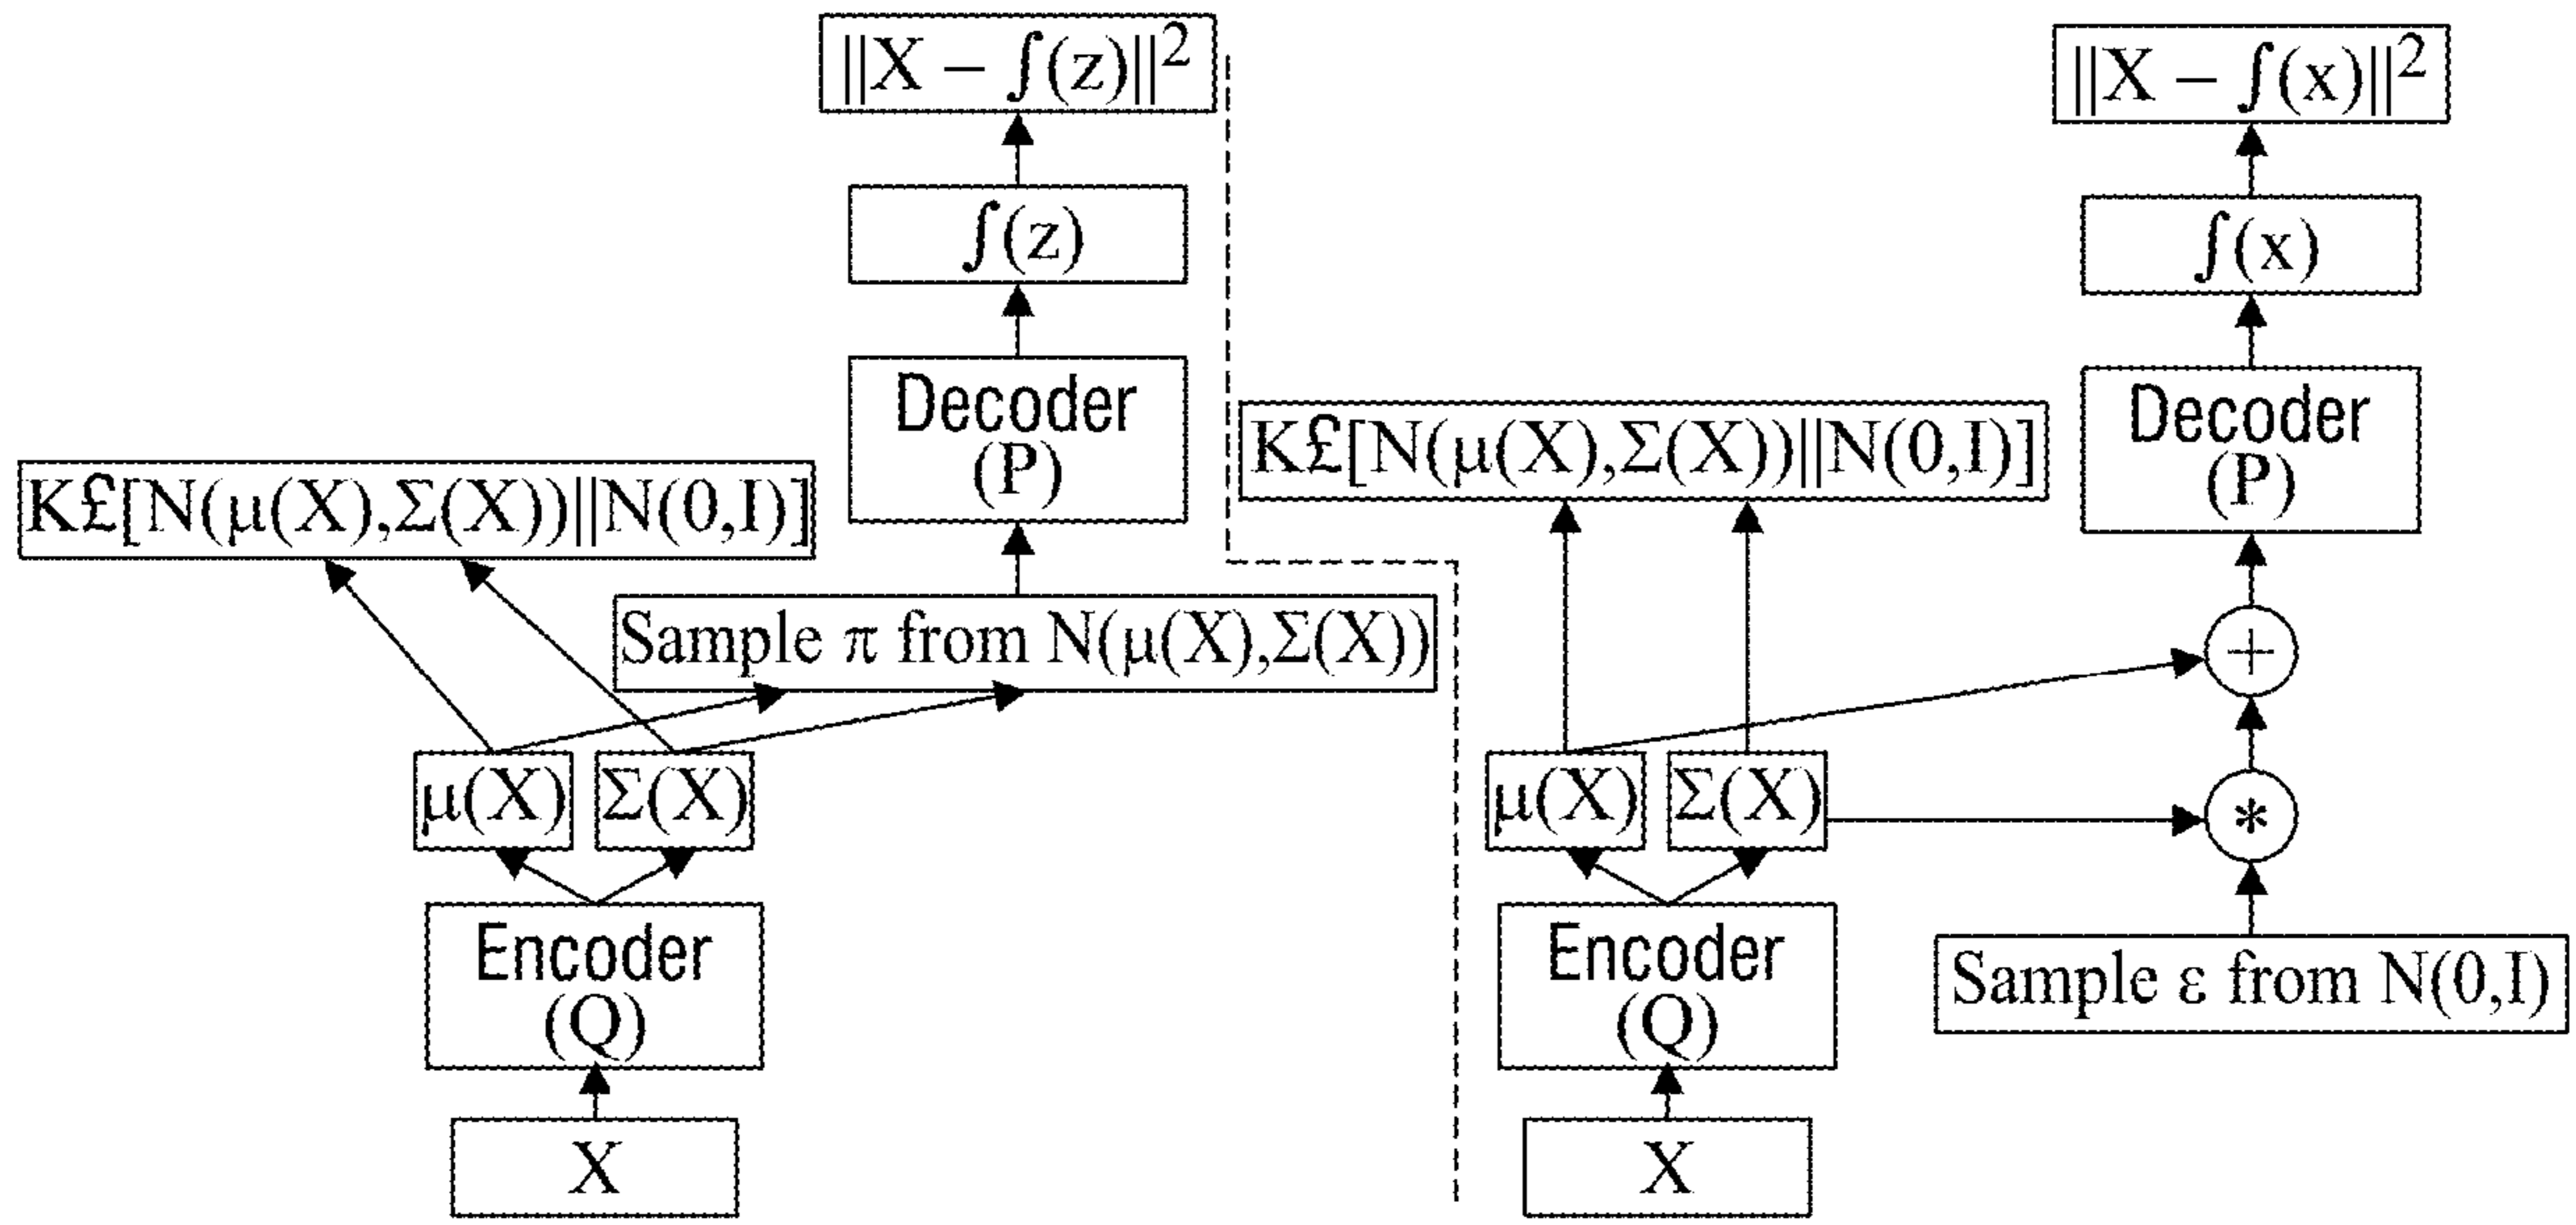 ||X – ∫(z)||²
∫(z)
Decoder
(P)
K£[N(μ(X),Σ(X))||N(0,I)]
Sample π from N(μ(X),Σ(X))
μ(X) Σ(X)
Encoder
(Q)
X
||X – ∫(x)||²
∫(x)
Decoder
(P)
K£[N(μ(X),Σ(X))||N(0,I)]
+
μ(X) Σ(X)
*
Encoder
(Q)
Sample ε from N(0,I)
X